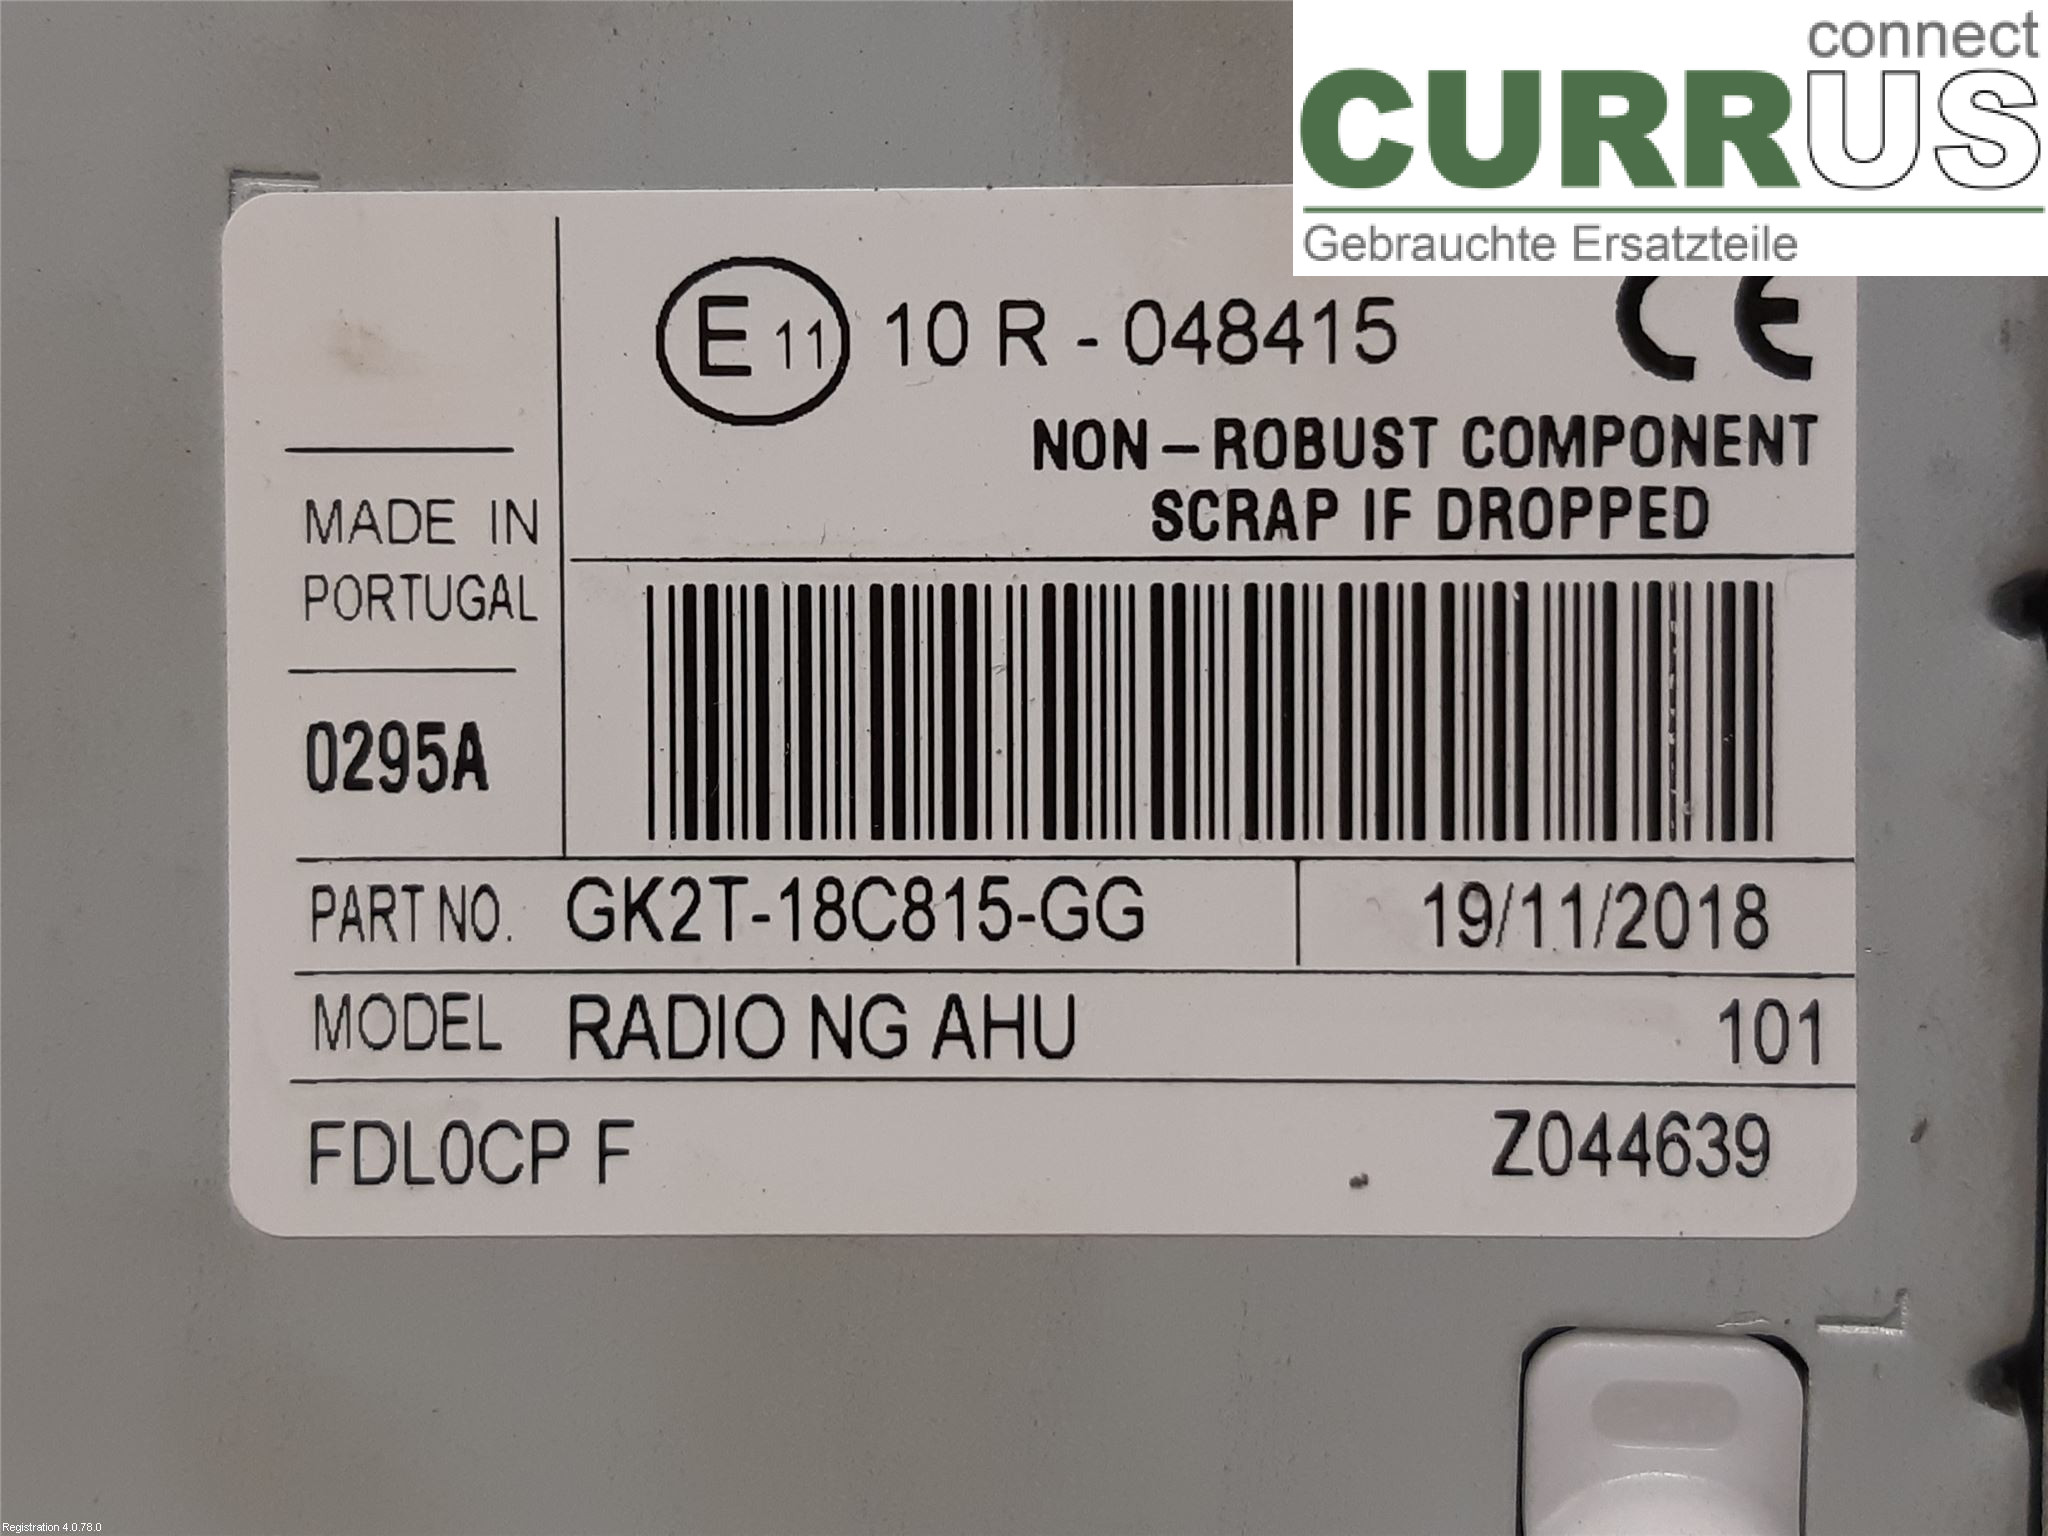 connect
CURRUS
Gebrauchte Ersatzteile
E 11 10 R - 048415 CE
NON-ROBUST COMPONENT
SCRAP IF DROPPED
MADE IN
PORTUGAL
0295A
PART NO. GK2T-18C815-GG 19/11/2018
MODEL RADIO NG AHU 101
FDL0CP F Z044639
Registration 4.0.78.0